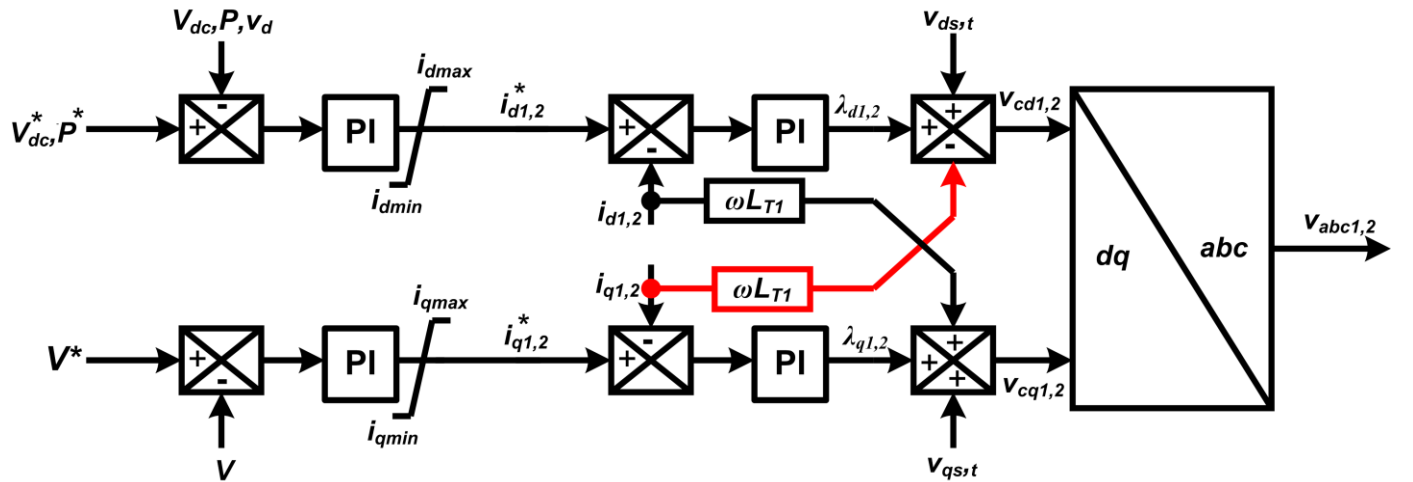 V_dc,P,v_d
v_ds,t
i_dmax
i*_d1,2
λ_d1,2
v_cd1,2
-
+
+
-
+
+
-
V*_dc,P*
PI
PI
i_dmin
i_d1,2
ωL_T1
v_abc1,2
dq
abc
i_q1,2
ωL_T1
i_qmax
i*_q1,2
λ_q1,2
V*
+
-
PI
-
+
PI
+
+
+
v_cq1,2
i_qmin
V
v_qs,t